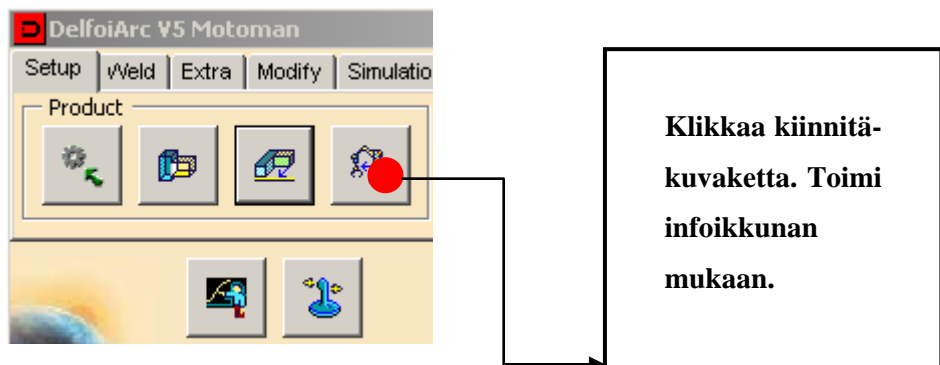 DelfoiArc V5 Motoman
Setup Weld Extra Modify Simulatio
Product
Klikkaa kiinnitä-
kuvaketta. Toimi
infoikkunan
mukaan.